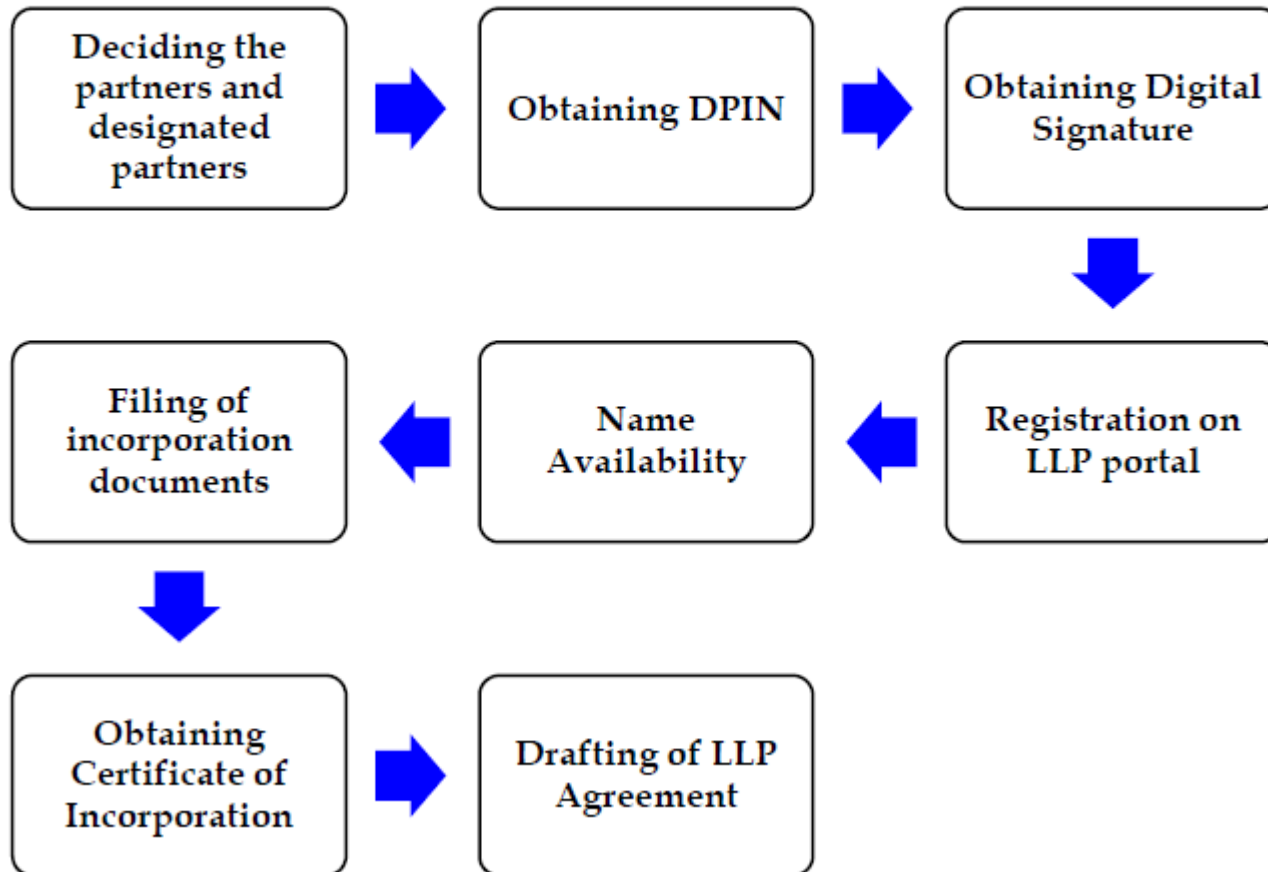 Deciding the
partners and
designated
partners
Obtaining DPIN
Obtaining Digital
Signature
Registration on
LLP portal
Name
Availability
Filing of
incorporation
documents
Obtaining
Certificate of
Incorporation
Drafting of LLP
Agreement